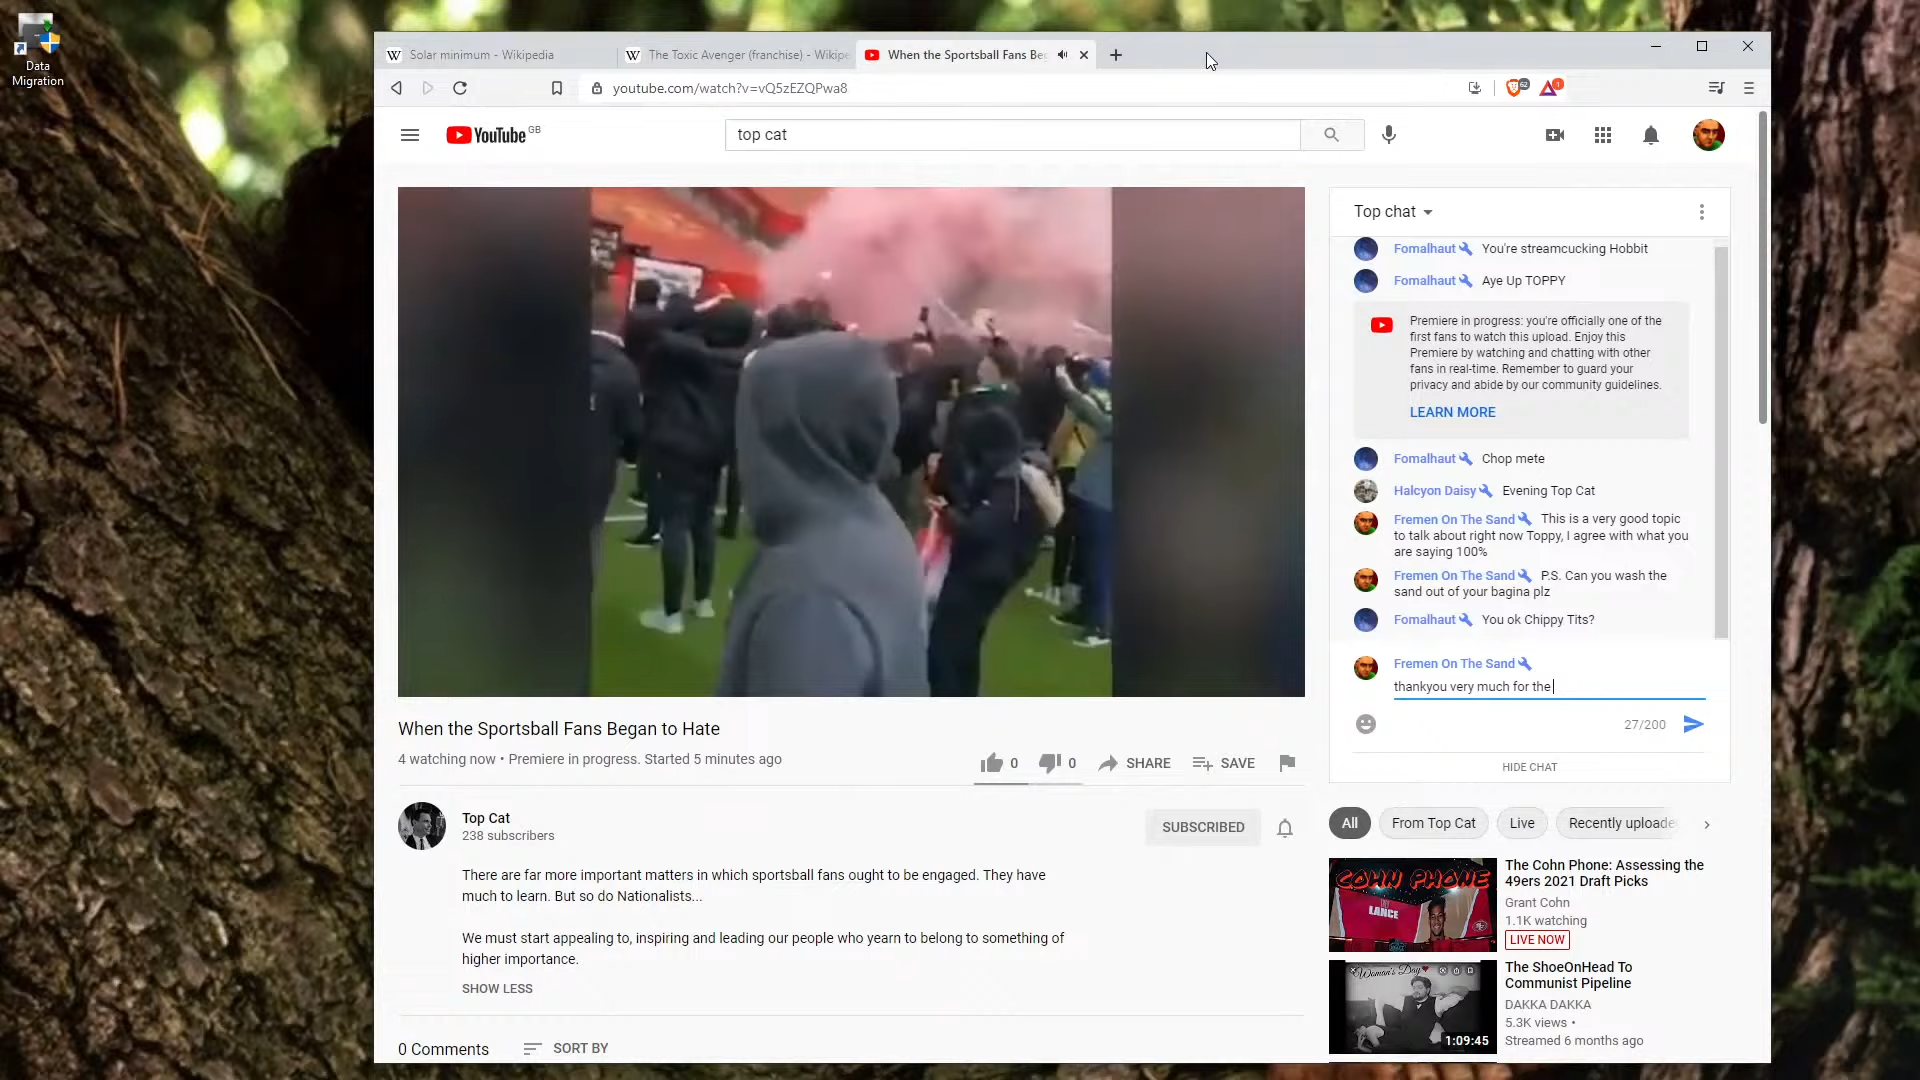 Data
Migration
Solar minimum - Wikipedia
The Toxic Avenger (franchise) - Wikipe
When the Sportsball Fans Be
youtube.com/watch?v=vQ5zEZQPwa8
YouTube GB
top cat
Top chat
Fomalhaut You're streamcucking Hobbit
Fomalhaut Aye Up TOPPY
Premiere in progress: you're officially one of the
first fans to watch this upload. Enjoy this
Premiere by watching and chatting with other
fans in real-time. Remember to guard your
privacy and abide by our community guidelines.
LEARN MORE
Fomalhaut Chop mete
Halcyon Daisy Evening Top Cat
Fremen On The Sand This is a very good topic
to talk about right now Toppy, I agree with what you
are saying 100%
Fremen On The Sand P.S. Can you wash the
sand out of your bagina plz
Fomalhaut You ok Chippy Tits?
Fremen On The Sand
thankyou very much for the
27/200
HIDE CHAT
When the Sportsball Fans Began to Hate
4 watching now • Premiere in progress. Started 5 minutes ago
0 0 SHARE SAVE
Top Cat
238 subscribers
SUBSCRIBED
There are far more important matters in which sportsball fans ought to be engaged. They have
much to learn. But so do Nationalists...
We must start appealing to, inspiring and leading our people who yearn to belong to something of
higher importance.
SHOW LESS
0 Comments SORT BY
All From Top Cat Live Recently uploade
COHN PHONE
LANCE
The Cohn Phone: Assessing the
49ers 2021 Draft Picks
Grant Cohn
1.1K watching
LIVE NOW
Woman's Day
1:09:45
The ShoeOnHead To
Communist Pipeline
DAKKA DAKKA
5.3K views •
Streamed 6 months ago